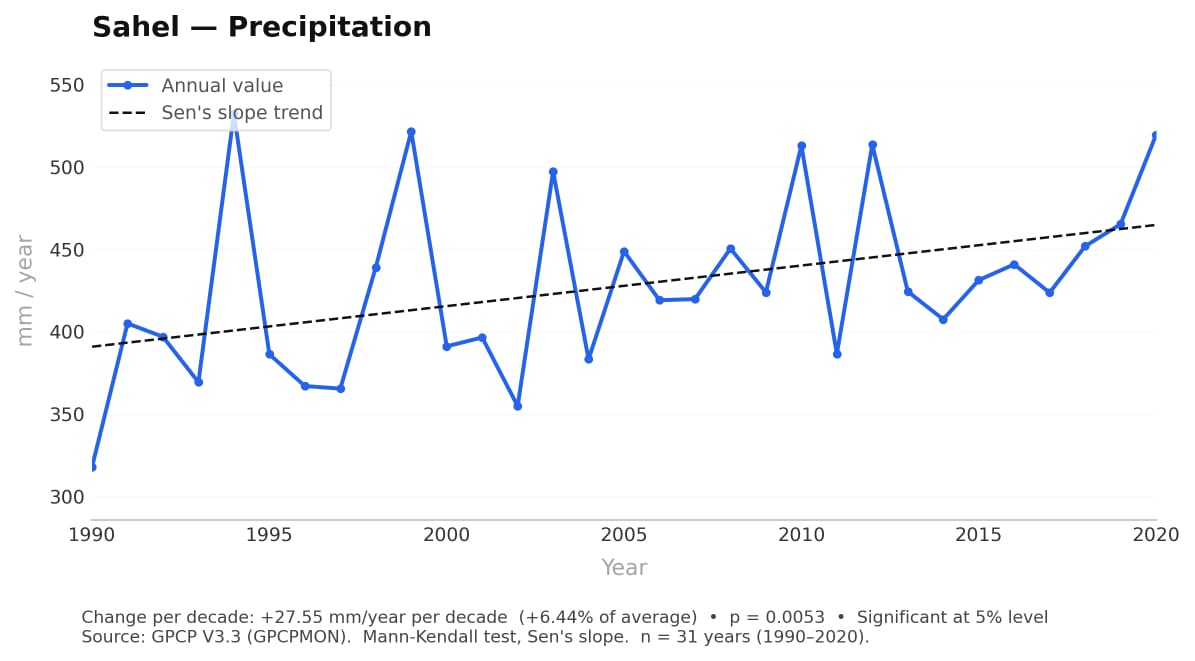 Sahel — Precipitation
Annual value
Sen's slope trend
550
500
450
400
350
300
mm / year
1990 1995 2000 2005 2010 2015 2020
Year
Change per decade: +27.55 mm/year per decade (+6.44% of average) • p = 0.0053 • Significant at 5% level
Source: GPCP V3.3 (GPCPMON). Mann-Kendall test, Sen's slope. n = 31 years (1990–2020).